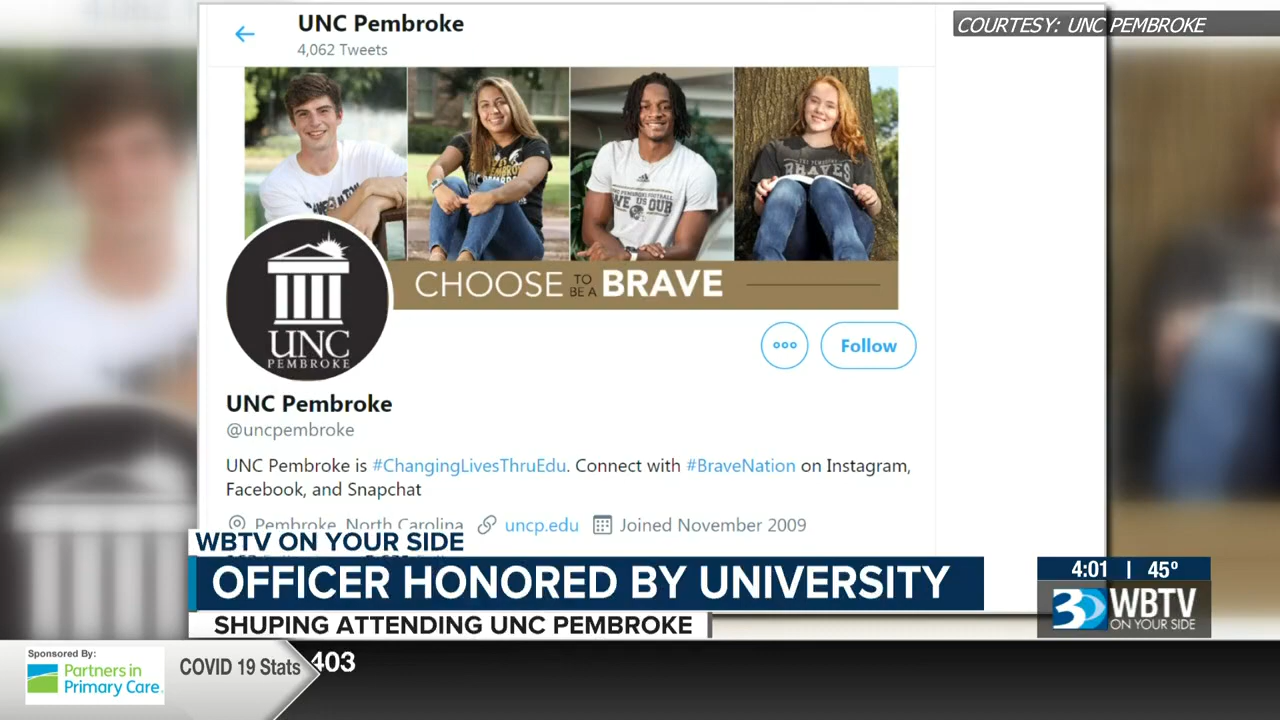 UNC Pembroke
4,062 Tweets
COURTESY: UNC PEMBROKE
BRAVES
CHOOSE TO BE A BRAVE
UNC
PEMBROKE
Follow
UNC Pembroke
@uncpembroke
UNC Pembroke is #ChangingLivesThruEdu. Connect with #BraveNation on Instagram,
Facebook, and Snapchat
Pembroke, North Carolina uncp.edu Joined November 2009
WBTV ON YOUR SIDE
OFFICER HONORED BY UNIVERSITY
SHUPING ATTENDING UNC PEMBROKE
4:01 | 45º
3 WBTV
ON YOUR SIDE
Sponsored By:
Partners in
Primary Care
COVID 19 Stats
403